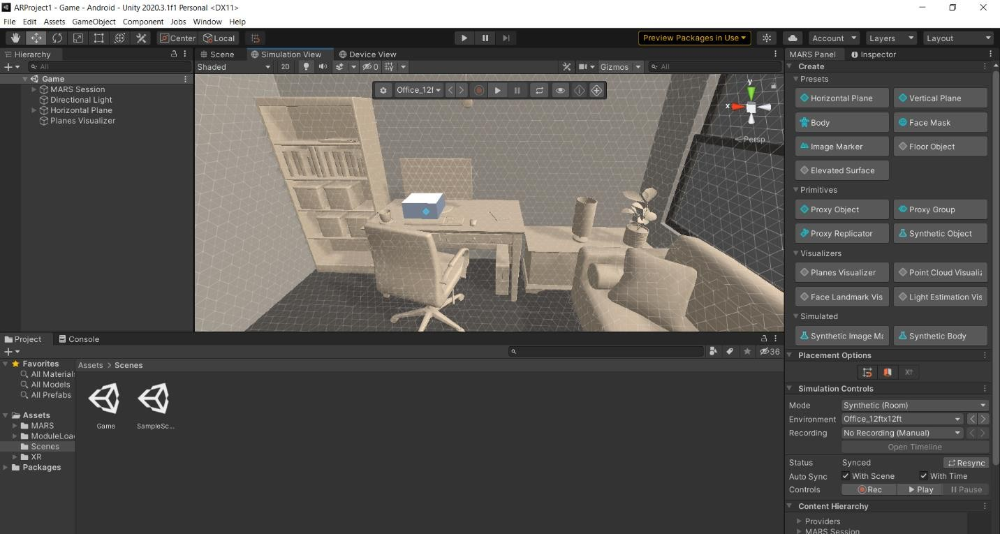 ARProject1 - Game - Android - Unity 2020.3.1f1 Personal <DX11>
File Edit Assets GameObject Component Jobs Window Help
Center Local Preview Packages in Use Account Layers Layout
Hierarchy
All
Game
MARS Session
Directional Light
Horizontal Plane
Planes Visualizer
Scene Simulation View Device View
Shaded 2D 0 Gizmos All
Office_12f
y
x
Persp
MARS Panel Inspector
Create
Presets
Horizontal Plane Vertical Plane
Body Face Mask
Image Marker Floor Object
Elevated Surface
Primitives
Proxy Object Proxy Group
Proxy Replicator Synthetic Object
Visualizers
Planes Visualizer Point Cloud Visualiz
Face Landmark Vis Light Estimation Vis
Simulated
Synthetic Image Ma Synthetic Body
Placement Options
Simulation Controls
Mode Synthetic (Room)
Environment Office_12ftx12ft
Recording No Recording (Manual)
Open Timeline
Status Synced Resync
Auto Sync With Scene With Time
Controls Rec Play Pause
Content Hierarchy
Providers
MARS Session
Project Console
36
Favorites
All Materials
All Models
All Prefabs
Assets
MARS
ModuleLoa
Scenes
XR
Packages
Assets > Scenes
Game SampleSc...